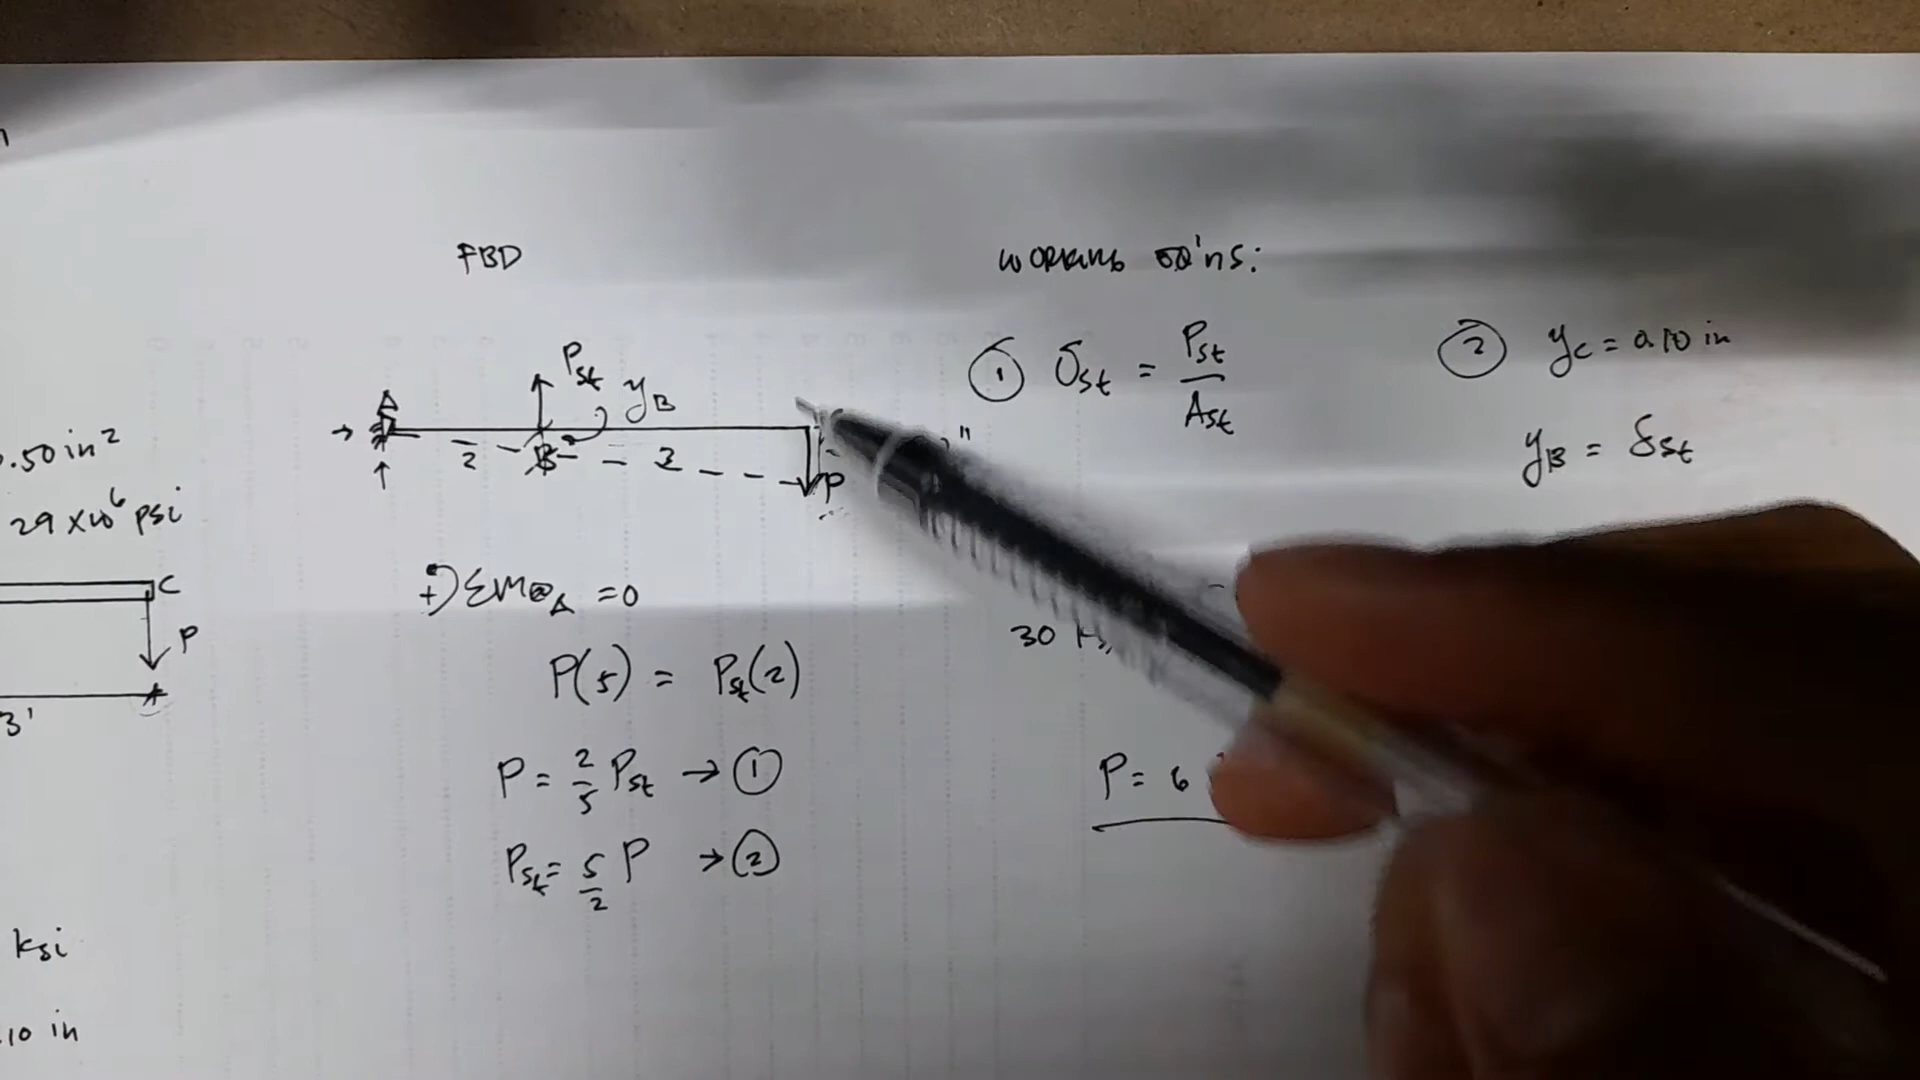 .50 in²
29 x10⁶ psi
C
P
3'
ksi
.10 in
FBD
A
Pst
yB
2
B
3
P
+) ΣM@A = 0
P(5) = Pst(2)
P = 2/5 Pst → ①
Pst = 5/2 P → ②
WORKING EQ'NS:
① σst = Pst/Ast
"
30
P = 6
② yc = 0.10 in
yB = δst